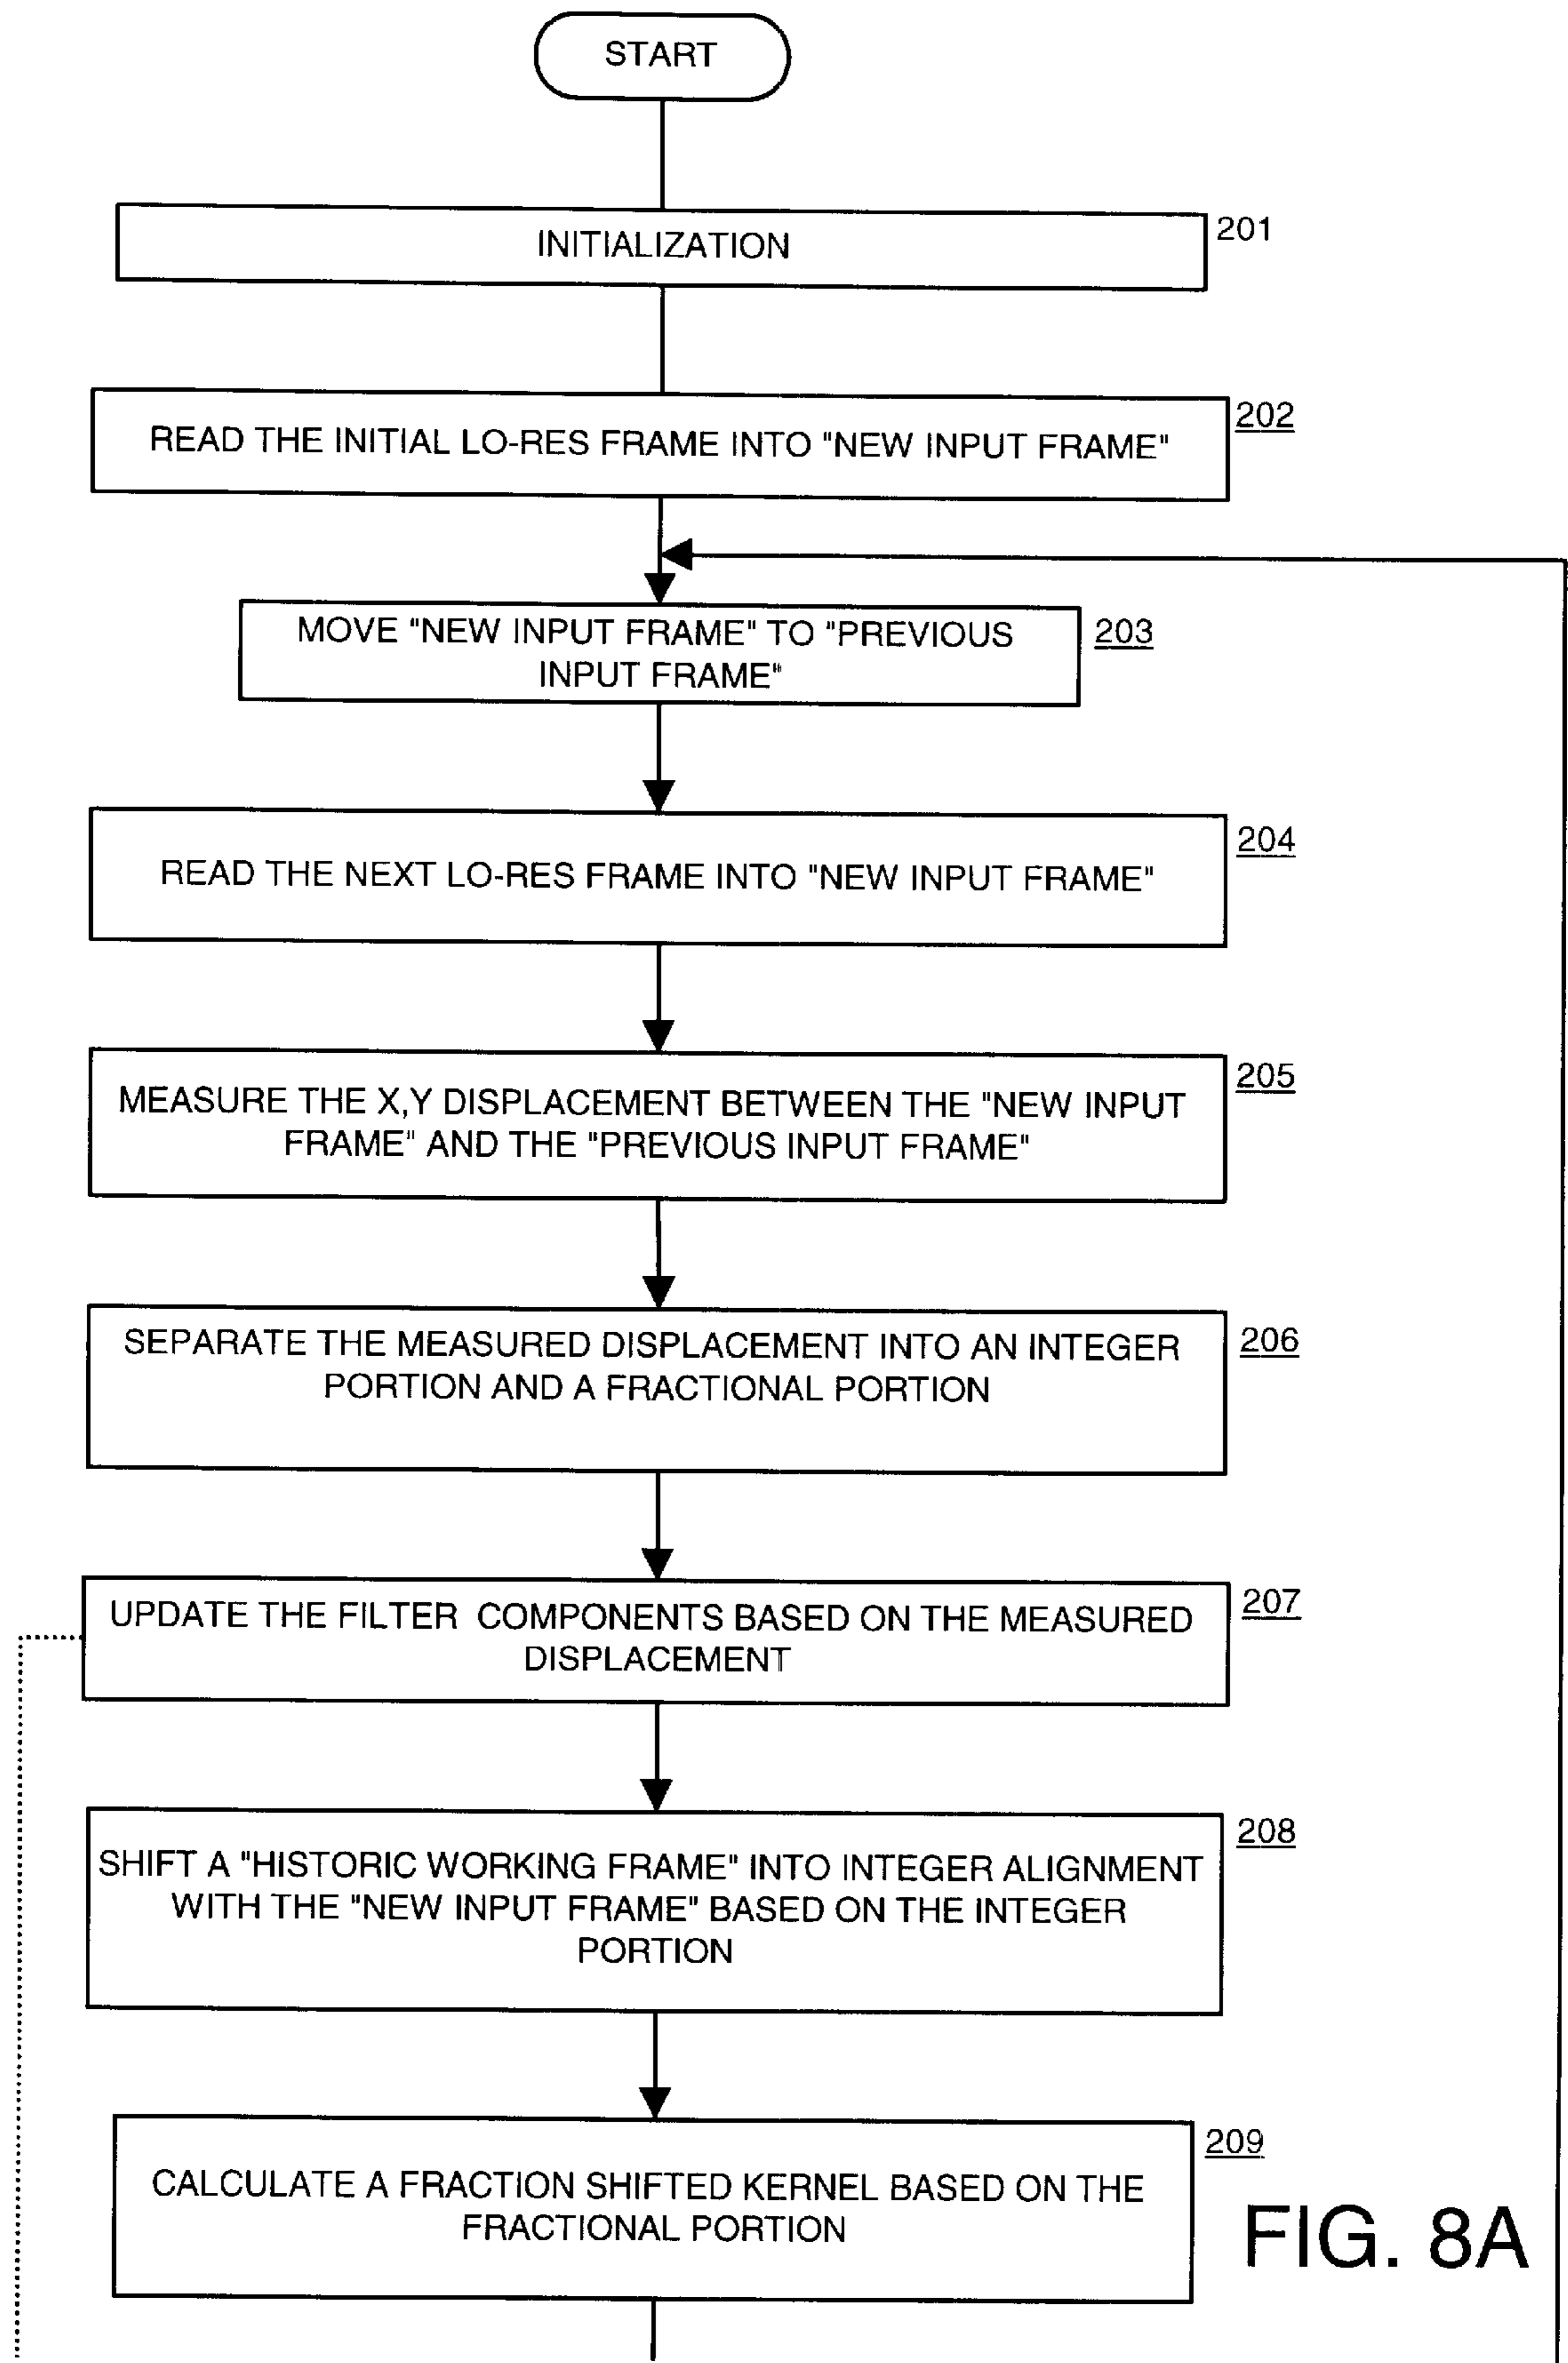 START
INITIALIZATION
201
READ THE INITIAL LO-RES FRAME INTO "NEW INPUT FRAME"
202
MOVE "NEW INPUT FRAME" TO "PREVIOUS
INPUT FRAME"
203
READ THE NEXT LO-RES FRAME INTO "NEW INPUT FRAME"
204
MEASURE THE X,Y DISPLACEMENT BETWEEN THE "NEW INPUT
FRAME" AND THE "PREVIOUS INPUT FRAME"
205
SEPARATE THE MEASURED DISPLACEMENT INTO AN INTEGER
PORTION AND A FRACTIONAL PORTION
206
UPDATE THE FILTER COMPONENTS BASED ON THE MEASURED
DISPLACEMENT
207
SHIFT A "HISTORIC WORKING FRAME" INTO INTEGER ALIGNMENT
WITH THE "NEW INPUT FRAME" BASED ON THE INTEGER
PORTION
208
CALCULATE A FRACTION SHIFTED KERNEL BASED ON THE
FRACTIONAL PORTION
209
FIG. 8A